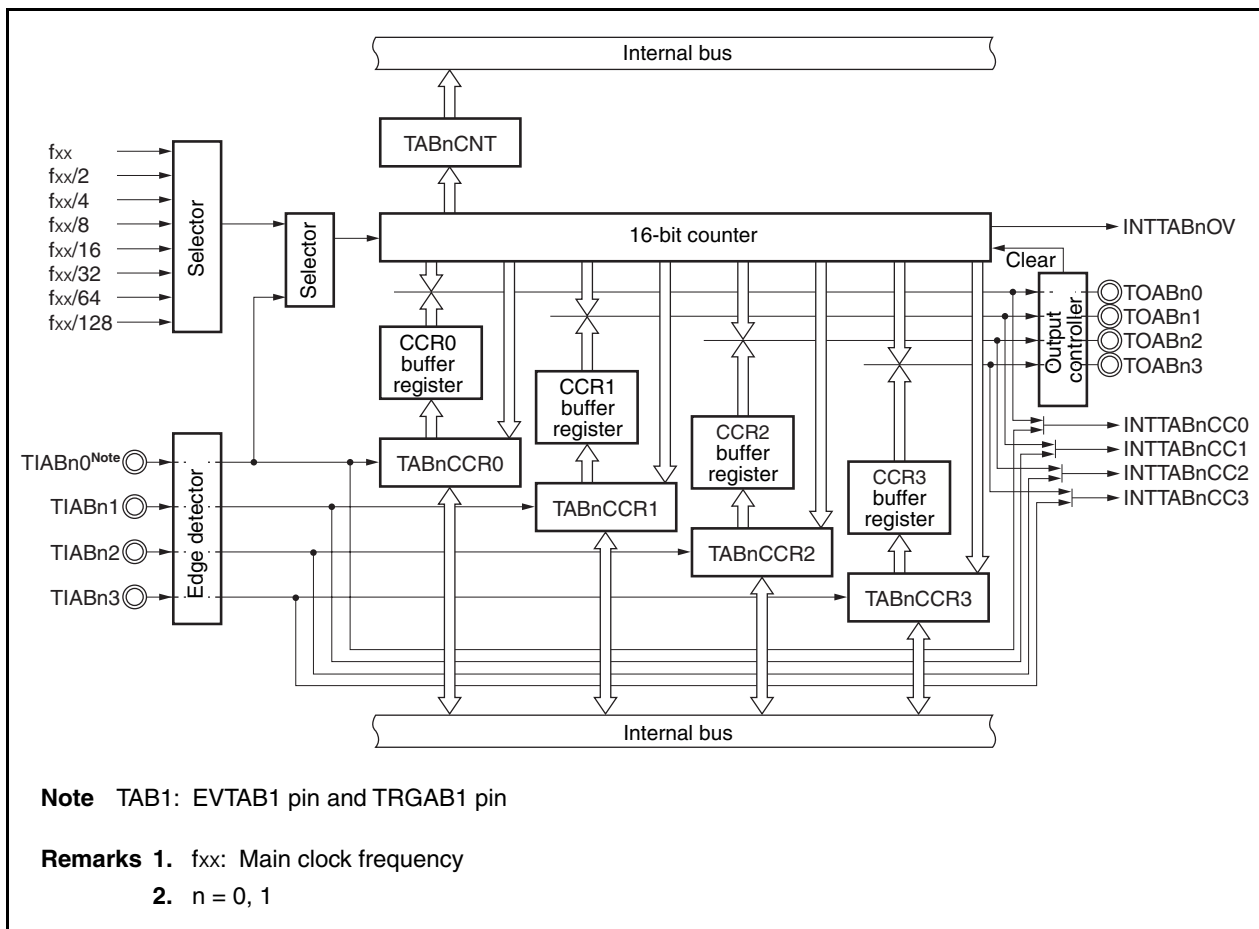 Internal bus
TABnCNT
fxx
fxx/2
fxx/4
fxx/8
fxx/16
fxx/32
fxx/64
fxx/128
Selector
Selector
16-bit counter
INTTABnOV
Clear
TOABn0
TOABn1
TOABn2
TOABn3
Output
controller
CCR0
buffer
register
CCR1
buffer
register
CCR2
buffer
register
CCR3
buffer
register
INTTABnCC0
INTTABnCC1
INTTABnCC2
INTTABnCC3
TIABn0Note
TIABn1
TIABn2
TIABn3
Edge detector
TABnCCR0
TABnCCR1
TABnCCR2
TABnCCR3
Internal bus
Note TAB1: EVTAB1 pin and TRGAB1 pin
Remarks 1. fxx: Main clock frequency
2. n = 0, 1